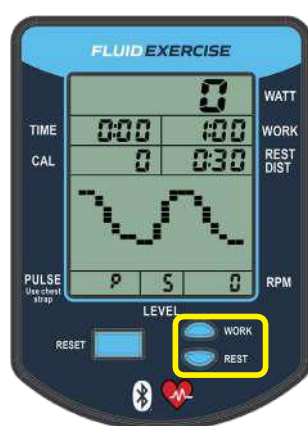 FLUID EXERCISE
0 WATT
TIME 0:00 1:00 WORK
CAL 0 0:30 REST
DIST
PULSE P 5 0 RPM
Use chest
strap
LEVEL
WORK
RESET
REST